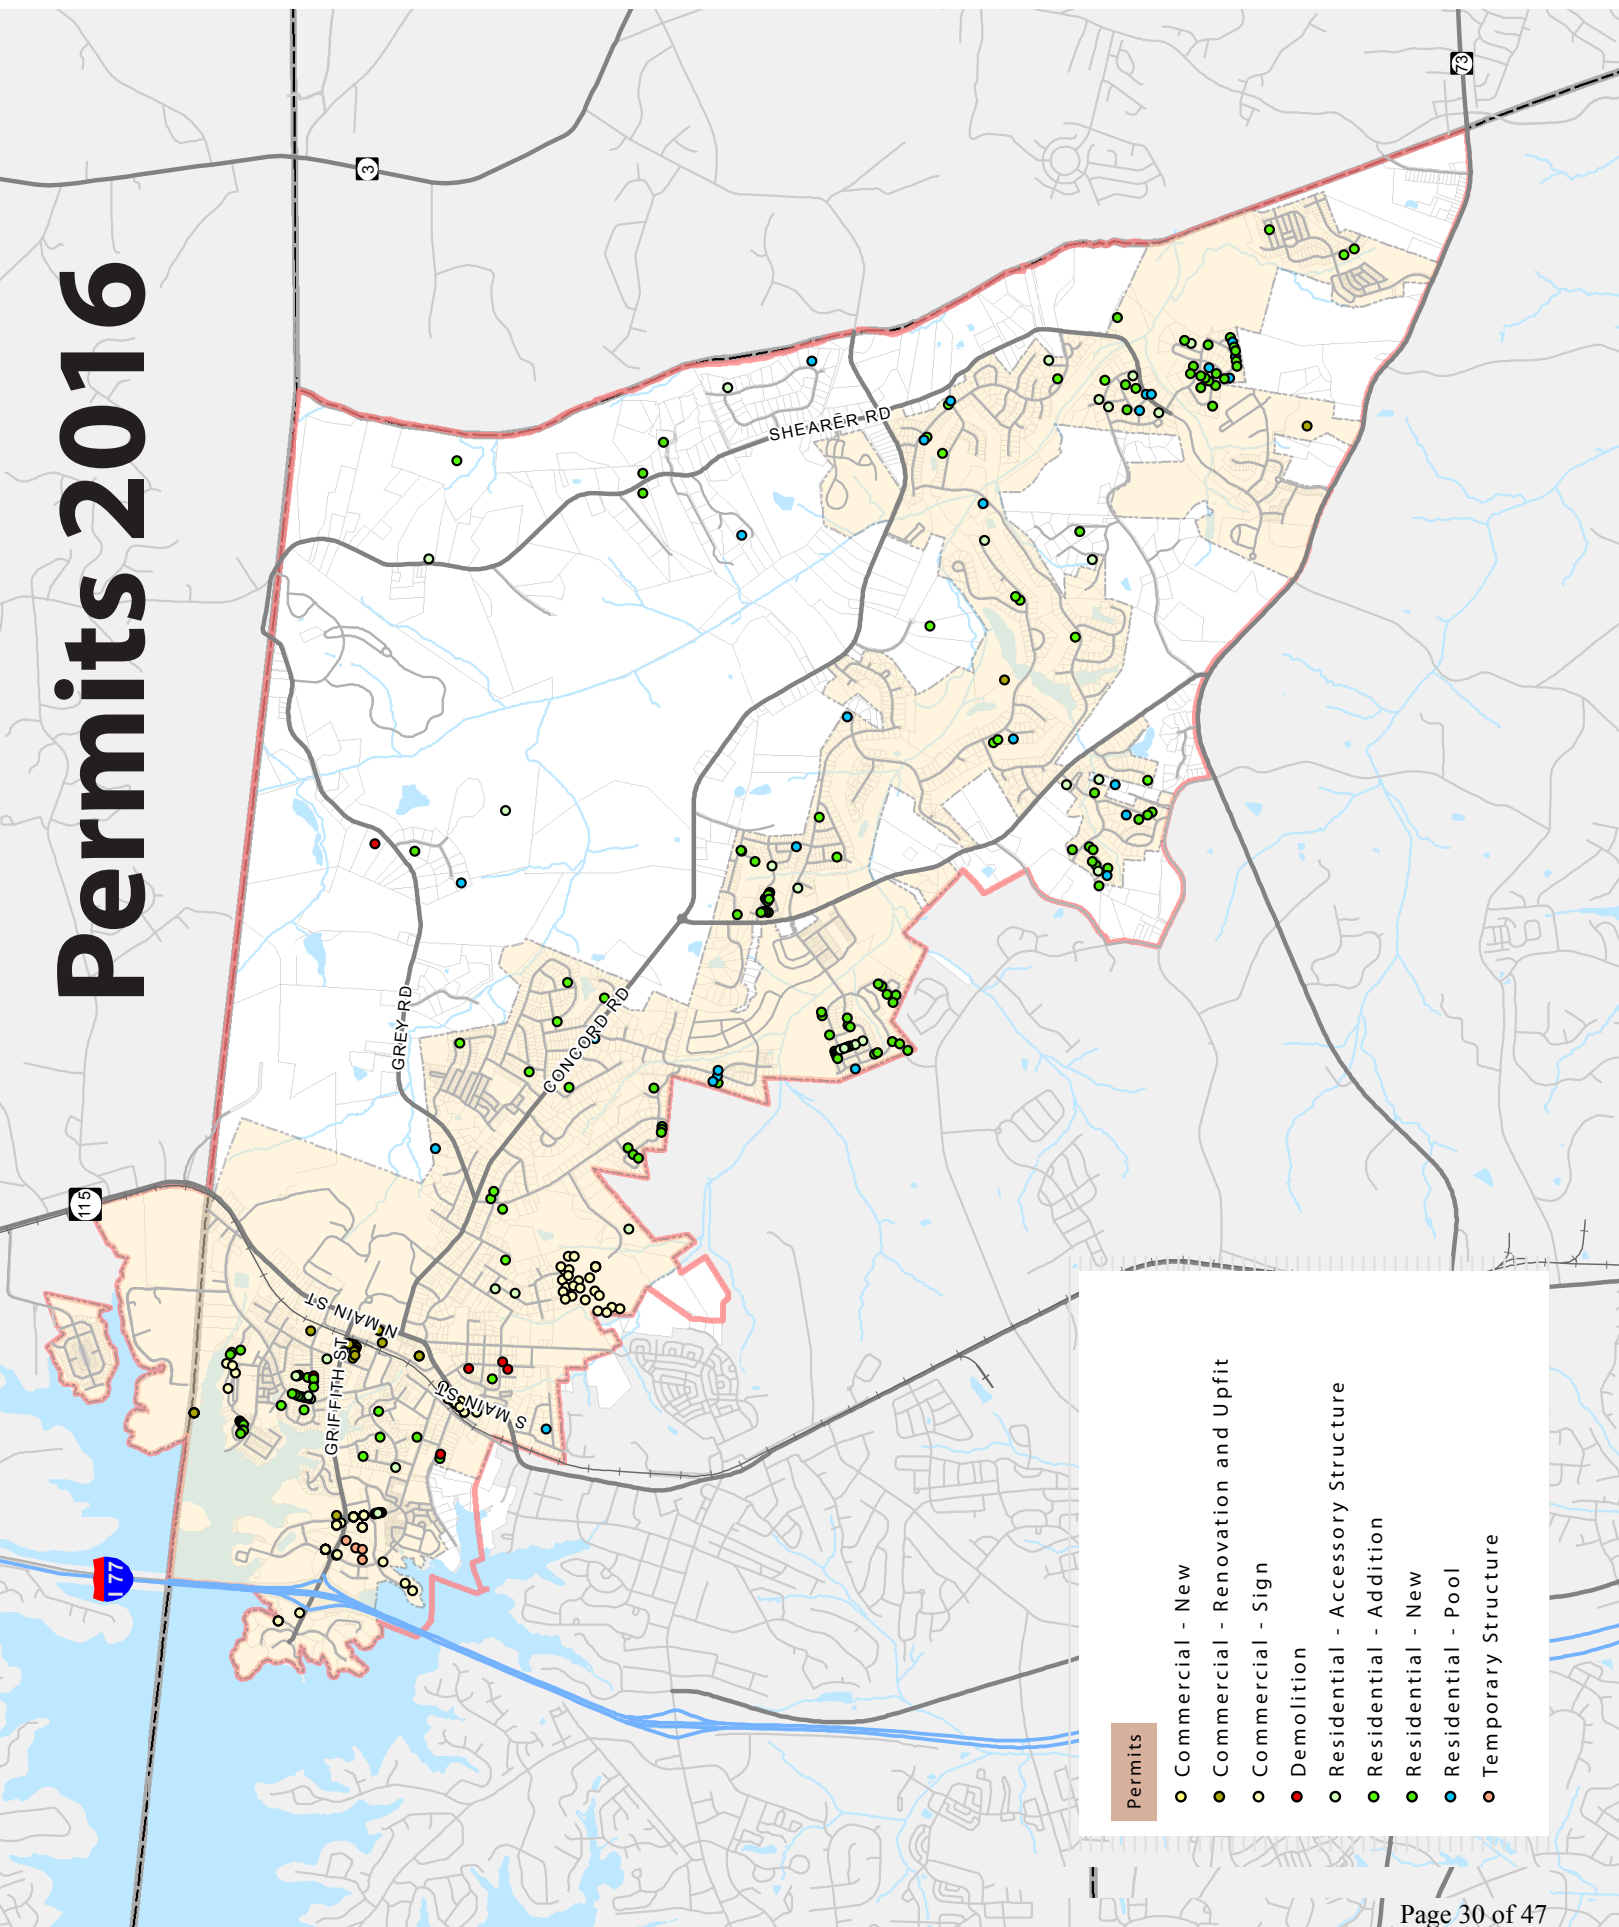 Permits 2016
73
3
SHEARER RD
GREY RD
CONCORD RD
115
N MAIN ST
GRIFFITH ST
S MAIN ST
I 77
Permits
Commercial - New
Commercial - Renovation and Upfit
Commercial - Sign
Demolition
Residential - Accessory Structure
Residential - Addition
Residential - New
Residential - Pool
Temporary Structure
Page 30 of 47